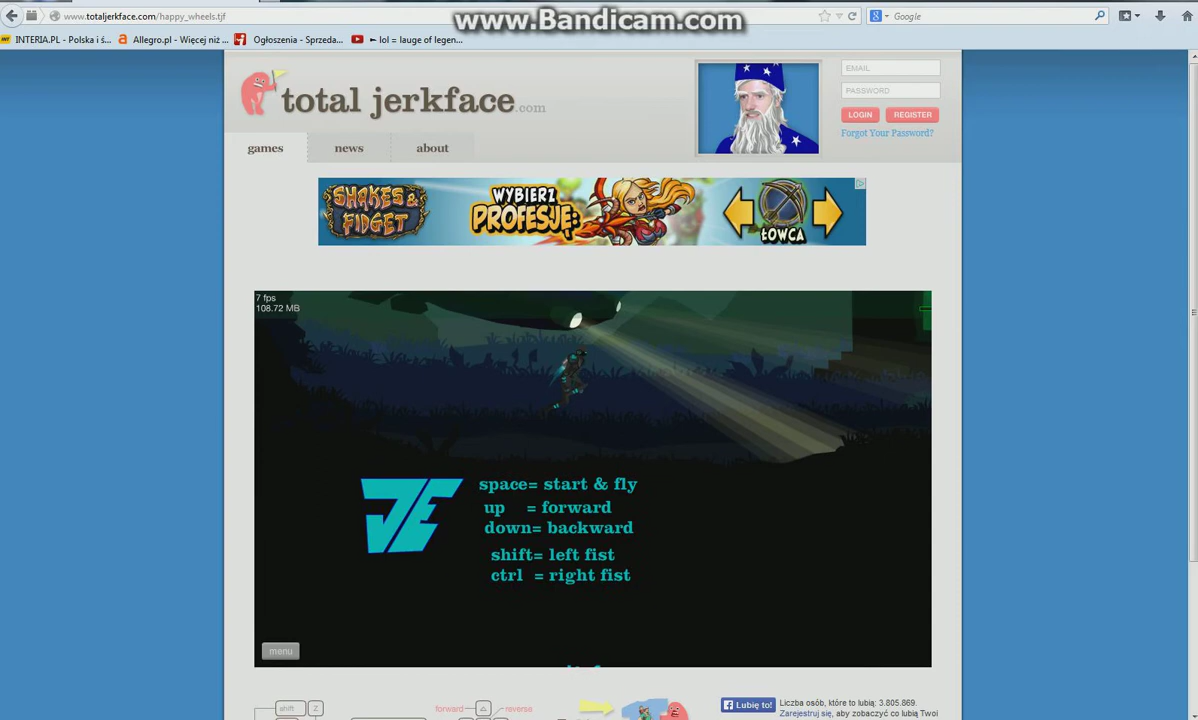 www.Bandicam.com
www.totaljerkface.com/happy_wheels.tjf
Google
INTERIA.PL - Polska i ś...
Allegro.pl - Więcej niż ...
Ogłoszenia - Sprzeda...
lol = lauge of legen...
total jerkface.com
EMAIL
PASSWORD
LOGIN
REGISTER
Forgot Your Password?
games
news
about
SHAKES &
FIDGET
WYBIERZ
PROFESJĘ:
ŁOWCA
7 fps
108.72 MB
JE
space= start & fly
up = forward
down= backward
shift= left fist
ctrl = right fist
menu
shift
Z
forward
reverse
Lubię to!
Liczba osób, które to lubią: 3.805.869.
Zarejestruj się, aby zobaczyć co lubią Twoi